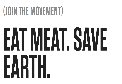 (JOIN THE MOVEMENT)
EAT MEAT. SAVE
EARTH.